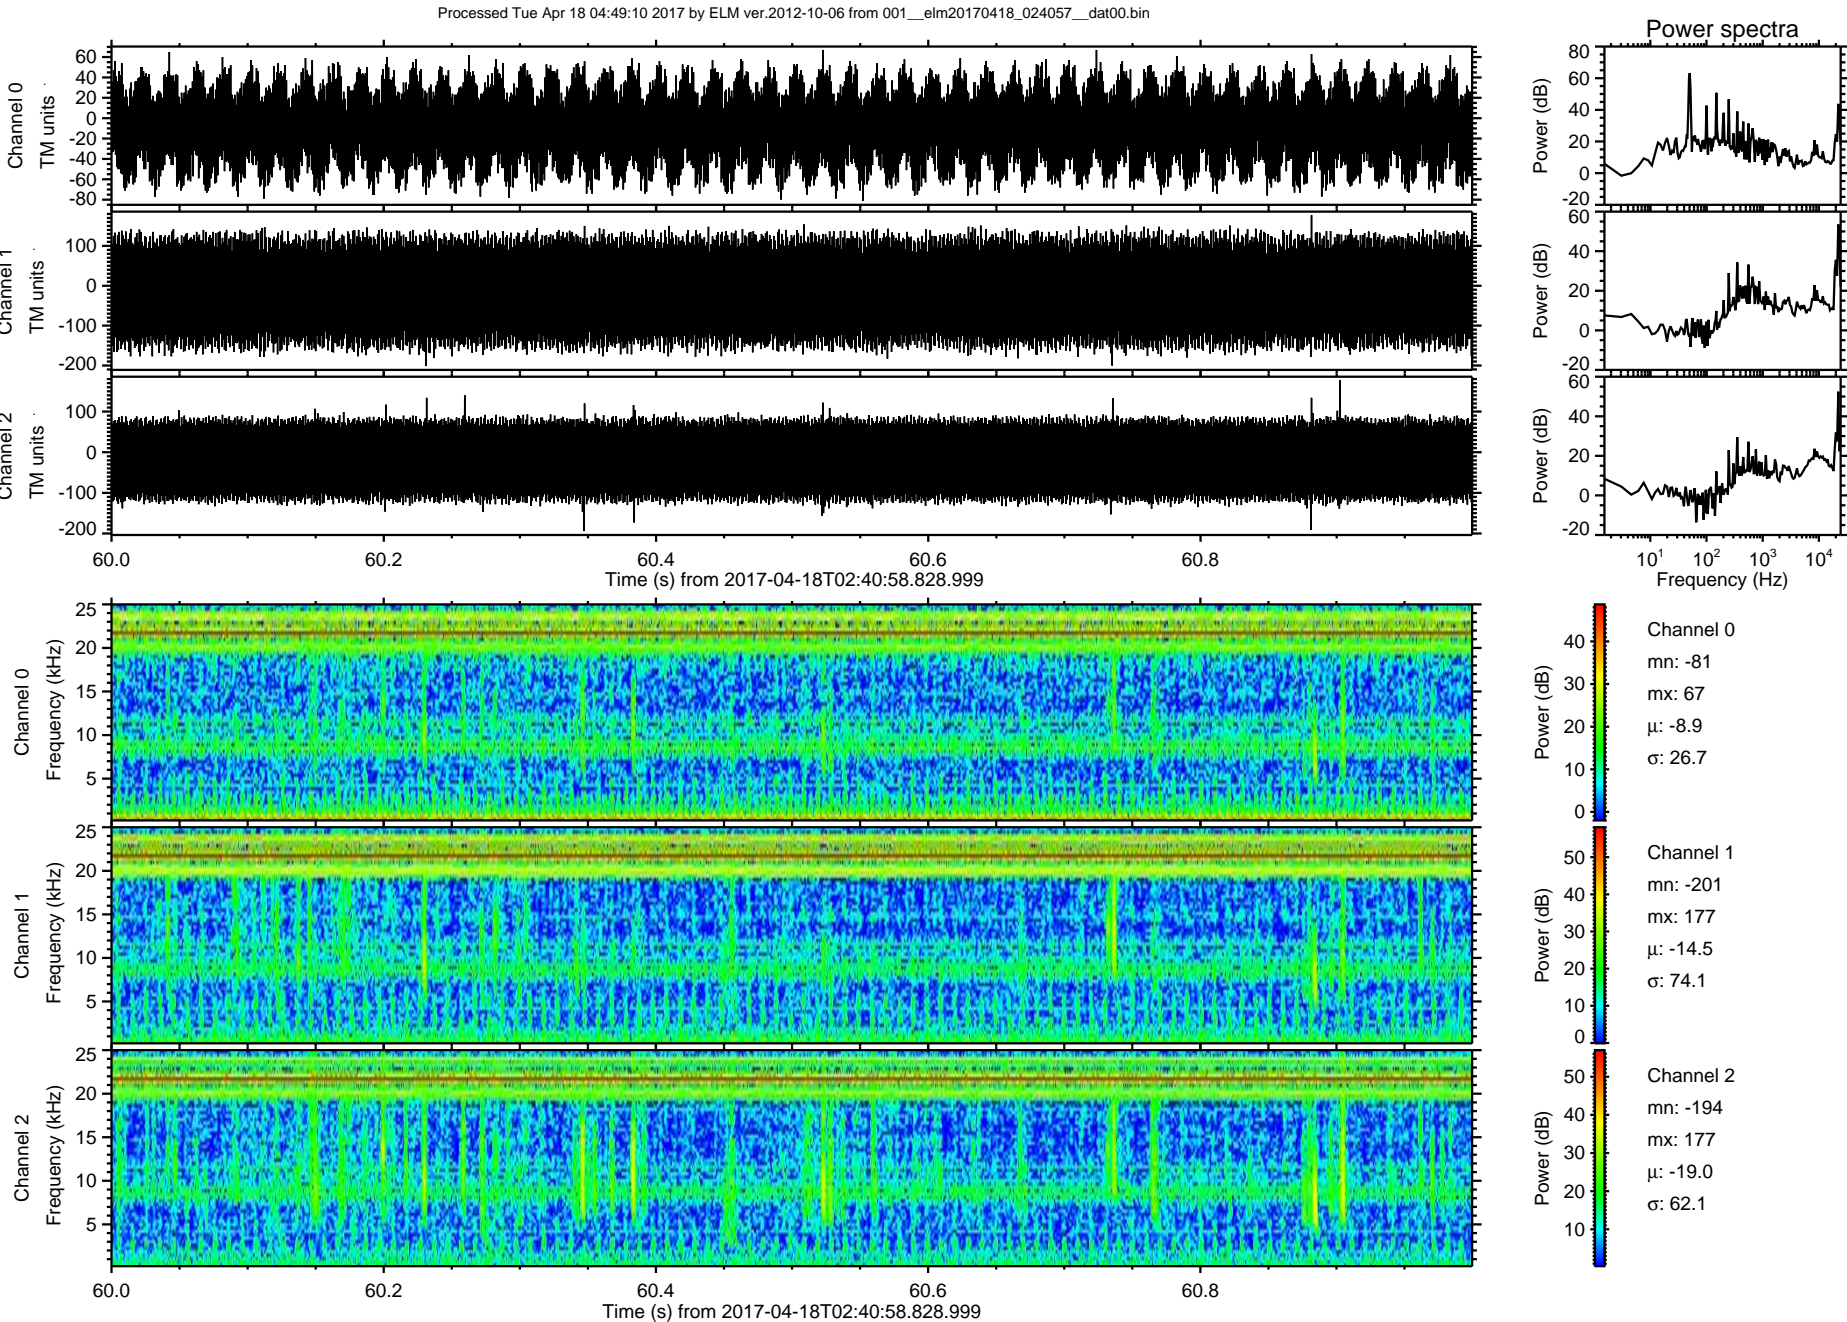 Processed Tue Apr 18 04:49:10 2017 by ELM ver.2012-10-06 from 001__elm20170418_024057__dat00.bin
Power spectra
Channel 0
TM units
60
40
20
0
-20
-40
-60
-80
Power (dB)
80
60
40
20
0
-20
Channel 1
TM units
100
0
-100
-200
Power (dB)
60
40
20
0
-20
Channel 2
TM units
100
0
-100
-200
Power (dB)
60
40
20
0
-20
60.0 60.2 60.4 60.6 60.8
Time (s) from 2017-04-18T02:40:58.828.999
10¹ 10² 10³ 10⁴
Frequency (Hz)
Channel 0
Frequency (kHz)
25
20
15
10
5
Power (dB)
40
30
20
10
0
Channel 0
mn: -81
mx: 67
μ: -8.9
σ: 26.7
Channel 1
Frequency (kHz)
25
20
15
10
5
Power (dB)
50
40
30
20
10
0
Channel 1
mn: -201
mx: 177
μ: -14.5
σ: 74.1
Channel 2
Frequency (kHz)
25
20
15
10
5
Power (dB)
50
40
30
20
10
Channel 2
mn: -194
mx: 177
μ: -19.0
σ: 62.1
60.0 60.2 60.4 60.6 60.8
Time (s) from 2017-04-18T02:40:58.828.999